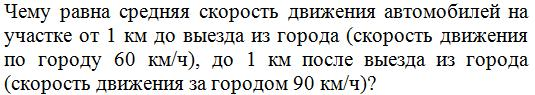 Чему равна средняя скорость движения автомобилей на
участке от 1 км до выезда из города (скорость движения
по городу 60 км/ч), до 1 км после выезда из города
(скорость движения за городом 90 км/ч)?